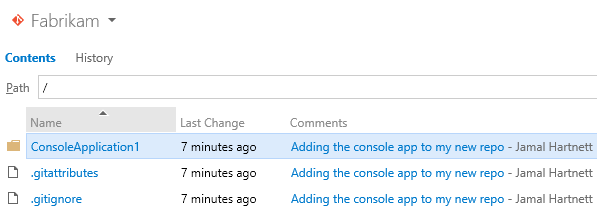 Fabrikam
Contents History
Path /
Name Last Change Comments
ConsoleApplication1 7 minutes ago Adding the console app to my new repo - Jamal Hartnett
.gitattributes 7 minutes ago Adding the console app to my new repo - Jamal Hartnett
.gitignore 7 minutes ago Adding the console app to my new repo - Jamal Hartnett